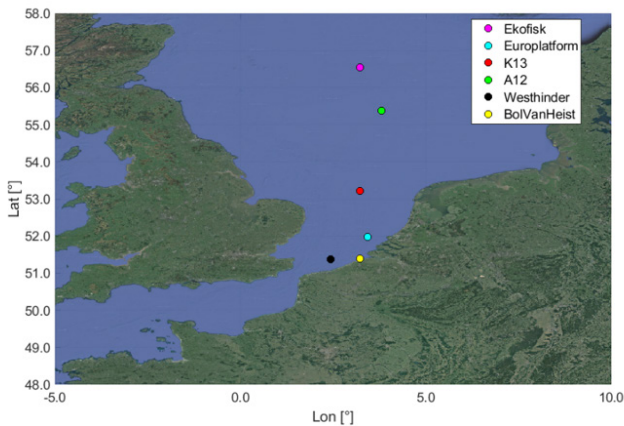 58.0
57.0
56.0
55.0
54.0
53.0
52.0
51.0
50.0
49.0
48.0
Lat [°]
-5.0 0.0 5.0 10.0
Lon [°]
Ekofisk
Europlatform
K13
A12
Westhinder
BolVanHeist